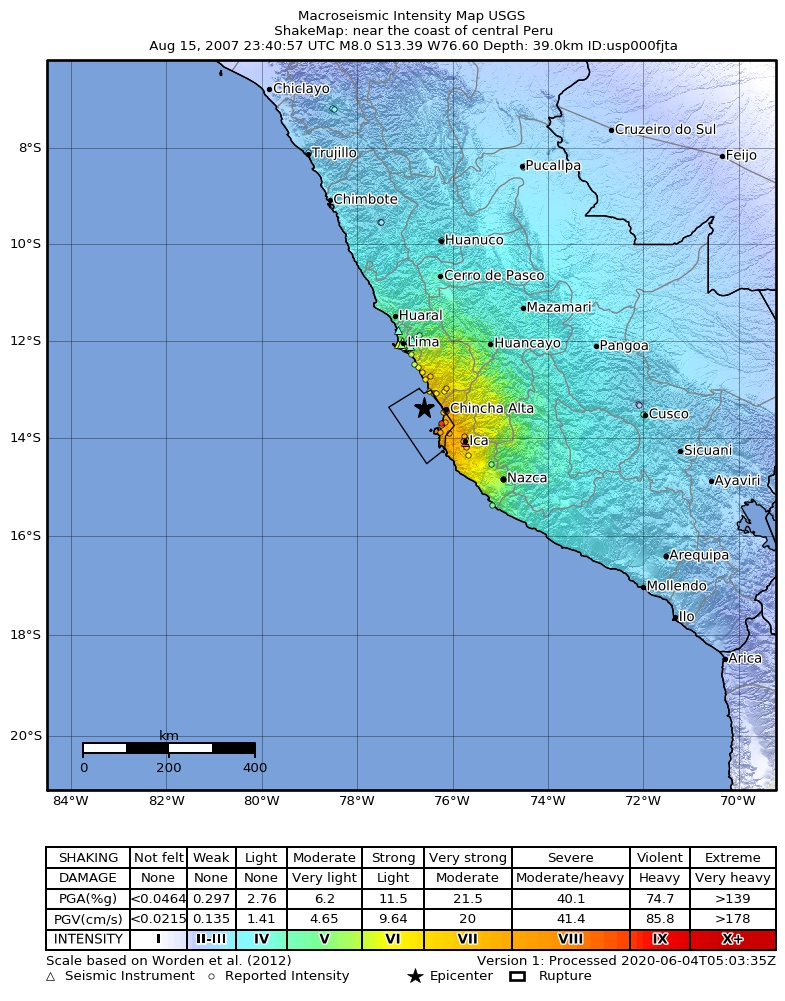 Macroseismic Intensity Map USGS
ShakeMap: near the coast of central Peru
Aug 15, 2007 23:40:57 UTC M8.0 S13.39 W76.60 Depth: 39.0km ID:usp000fjta
Chiclayo
Cruzeiro do Sul
8°S
Trujillo
Feijo
Pucallpa
Chimbote
10°S
Huanuco
Cerro de Pasco
Mazamari
Huaral
12°S
Lima
Huancayo
Pangoa
Chincha Alta
Cusco
14°S
Ica
Sicuani
Nazca
Ayaviri
16°S
Arequipa
Mollendo
Ilo
18°S
Arica
20°S
km
0 200 400
84°W 82°W 80°W 78°W 76°W 74°W 72°W 70°W
SHAKING Not felt Weak Light Moderate Strong Very strong Severe Violent Extreme
DAMAGE None None None Very light Light Moderate Moderate/heavy Heavy Very heavy
PGA(%g) <0.0464 0.297 2.76 6.2 11.5 21.5 40.1 74.7 >139
PGV(cm/s) <0.0215 0.135 1.41 4.65 9.64 20 41.4 85.8 >178
INTENSITY I II-III IV V VI VII VIII IX X+
Scale based on Worden et al. (2012) Version 1: Processed 2020-06-04T05:03:35Z
△ Seismic Instrument ○ Reported Intensity ★ Epicenter Rupture